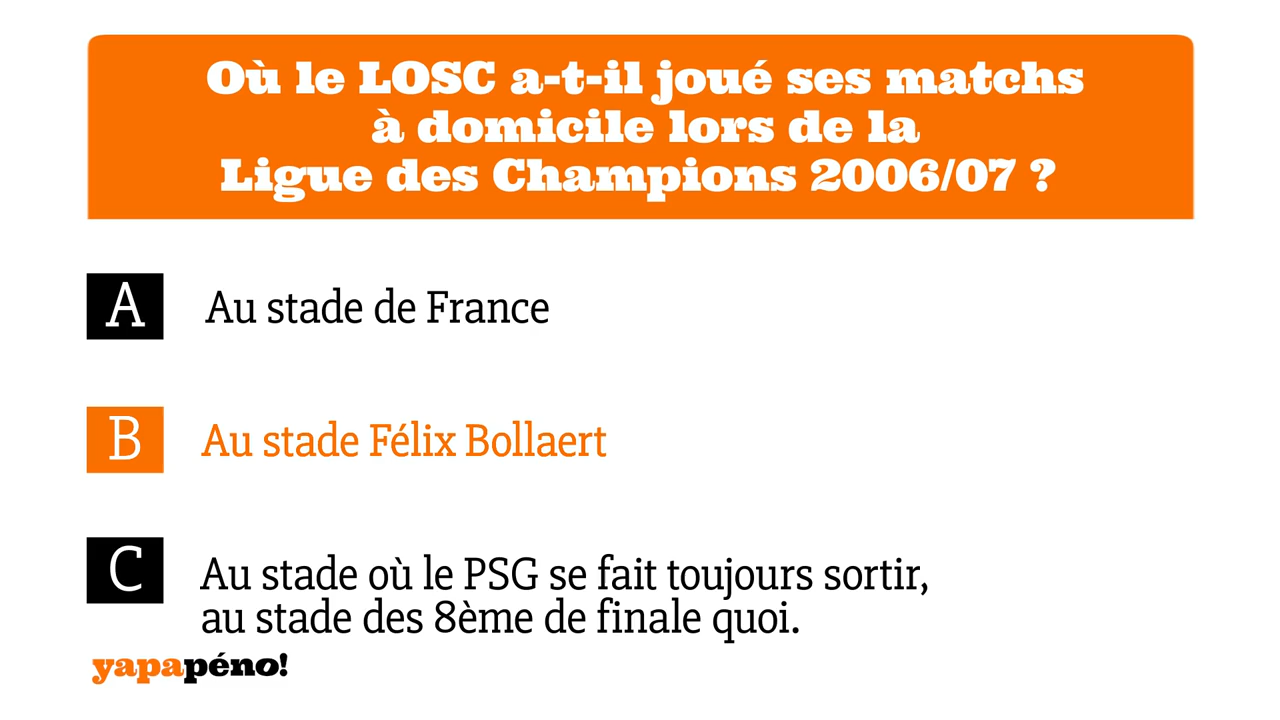 Où le LOSC a-t-il joué ses matchs
à domicile lors de la
Ligue des Champions 2006/07 ?
A Au stade de France
B Au stade Félix Bollaert
C Au stade où le PSG se fait toujours sortir,
au stade des 8ème de finale quoi.
yapapéno!